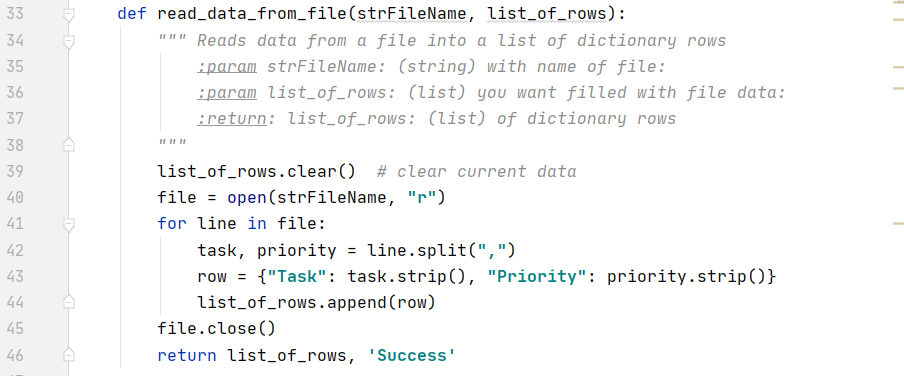 33 def read_data_from_file(strFileName, list_of_rows):
34 """ Reads data from a file into a list of dictionary rows
35 :param strFileName: (string) with name of file:
36 :param list_of_rows: (list) you want filled with file data:
37 :return: list_of_rows: (list) of dictionary rows
38 """
39 list_of_rows.clear()  # clear current data
40 file = open(strFileName, "r")
41 for line in file:
42 task, priority = line.split(",")
43 row = {"Task": task.strip(), "Priority": priority.strip()}
44 list_of_rows.append(row)
45 file.close()
46 return list_of_rows, 'Success'